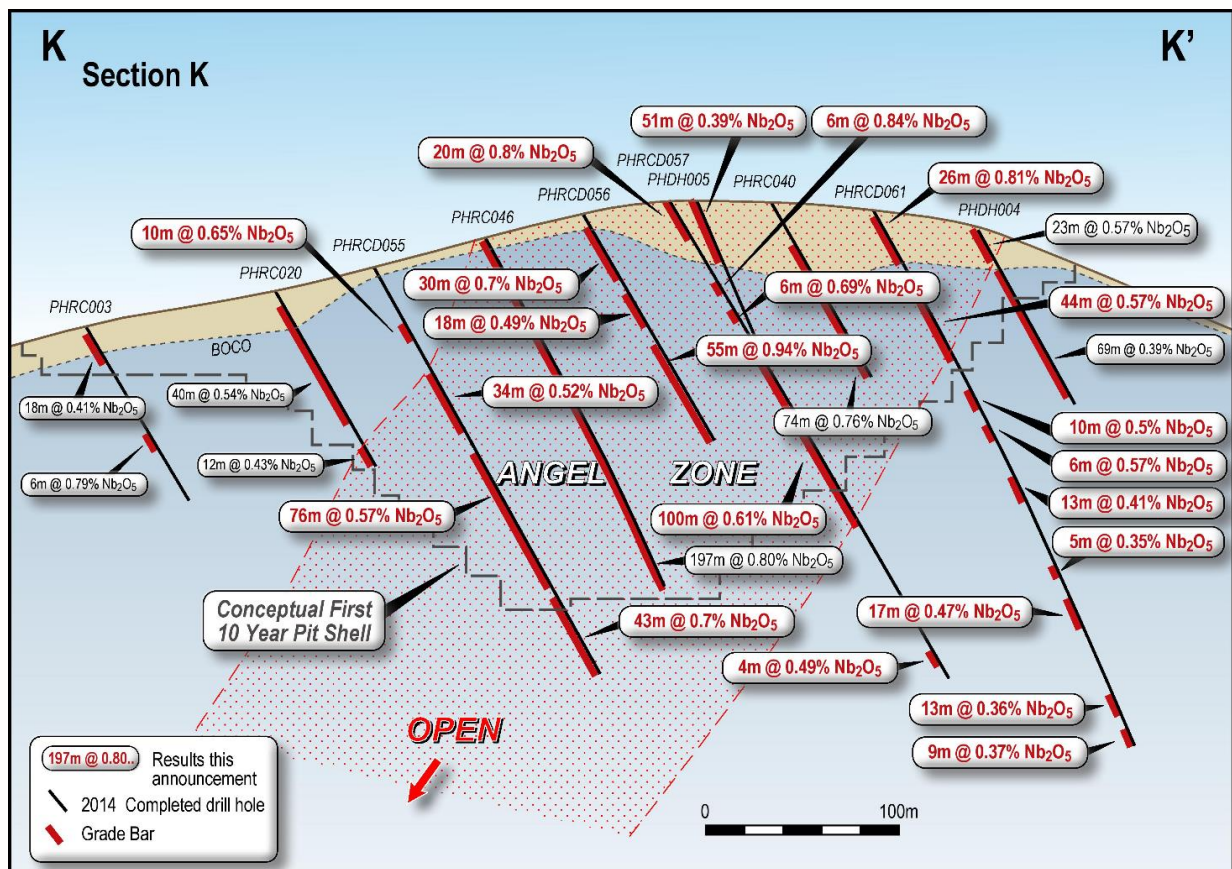 K
K'
Section K
51m @ 0.39% Nb₂O₅
6m @ 0.84% Nb₂O₅
20m @ 0.8% Nb₂O₅
PHRCD057
PHDH005
PHRC040
PHRCD056
PHRCD061
26m @ 0.81% Nb₂O₅
PHDH004
23m @ 0.57% Nb₂O₅
PHRC046
10m @ 0.65% Nb₂O₅
PHRCD055
PHRC020
PHRC003
BOCO
30m @ 0.7% Nb₂O₅
6m @ 0.69% Nb₂O₅
44m @ 0.57% Nb₂O₅
18m @ 0.49% Nb₂O₅
55m @ 0.94% Nb₂O₅
69m @ 0.39% Nb₂O₅
18m @ 0.41% Nb₂O₅
40m @ 0.54% Nb₂O₅
34m @ 0.52% Nb₂O₅
74m @ 0.76% Nb₂O₅
10m @ 0.5% Nb₂O₅
6m @ 0.79% Nb₂O₅
12m @ 0.43% Nb₂O₅
ANGEL ZONE
6m @ 0.57% Nb₂O₅
13m @ 0.41% Nb₂O₅
76m @ 0.57% Nb₂O₅
100m @ 0.61% Nb₂O₅
5m @ 0.35% Nb₂O₅
197m @ 0.80% Nb₂O₅
Conceptual First
10 Year Pit Shell
43m @ 0.7% Nb₂O₅
17m @ 0.47% Nb₂O₅
4m @ 0.49% Nb₂O₅
13m @ 0.36% Nb₂O₅
9m @ 0.37% Nb₂O₅
OPEN
197m @ 0.80.. Results this
announcement
2014 Completed drill hole
Grade Bar
0 100m